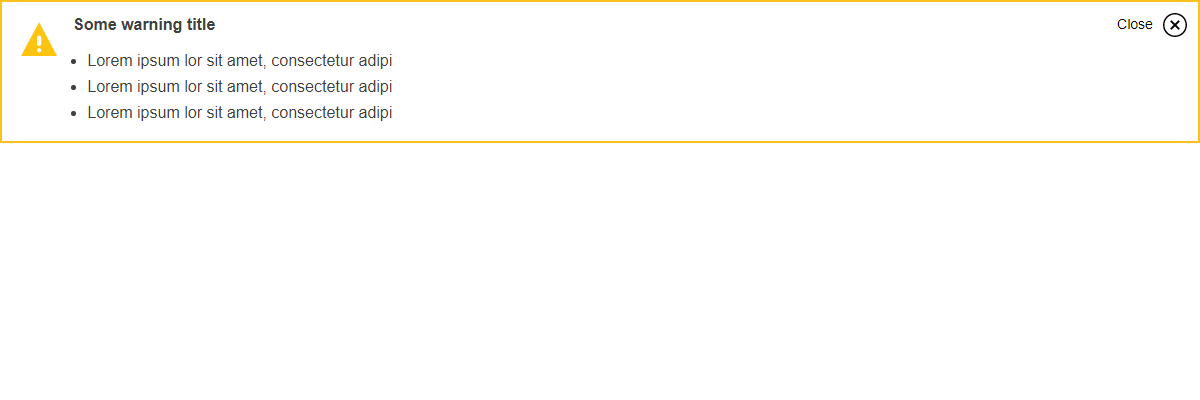 Some warning title
Close
Lorem ipsum lor sit amet, consectetur adipi
Lorem ipsum lor sit amet, consectetur adipi
Lorem ipsum lor sit amet, consectetur adipi